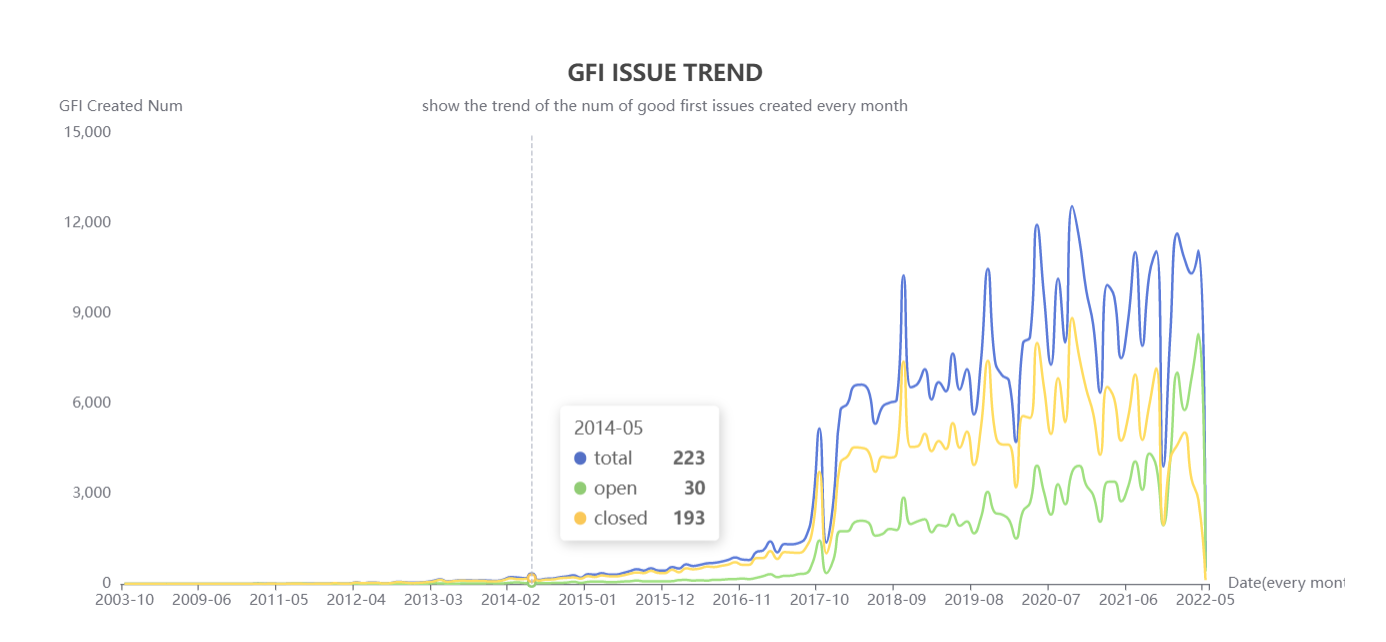 GFI ISSUE TREND
GFI Created Num
show the trend of the num of good first issues created every month
15,000
12,000
9,000
6,000
3,000
0
2014-05
total 223
open 30
closed 193
Date(every mont
2003-10 2009-06 2011-05 2012-04 2013-03 2014-02 2015-01 2015-12 2016-11 2017-10 2018-09 2019-08 2020-07 2021-06 2022-05